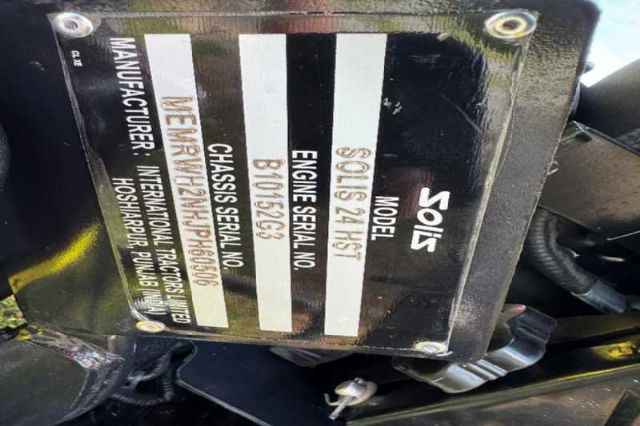 Solis
MODEL
SOLIS 24 HST
ENGINE SERIAL NO.
B10152G3
CHASSIS SERIAL NO.
MANUFACTURER: INTERNATIONAL TRACTORS LIMITED
HOSHIARPUR, PUNJAB (INDIA)